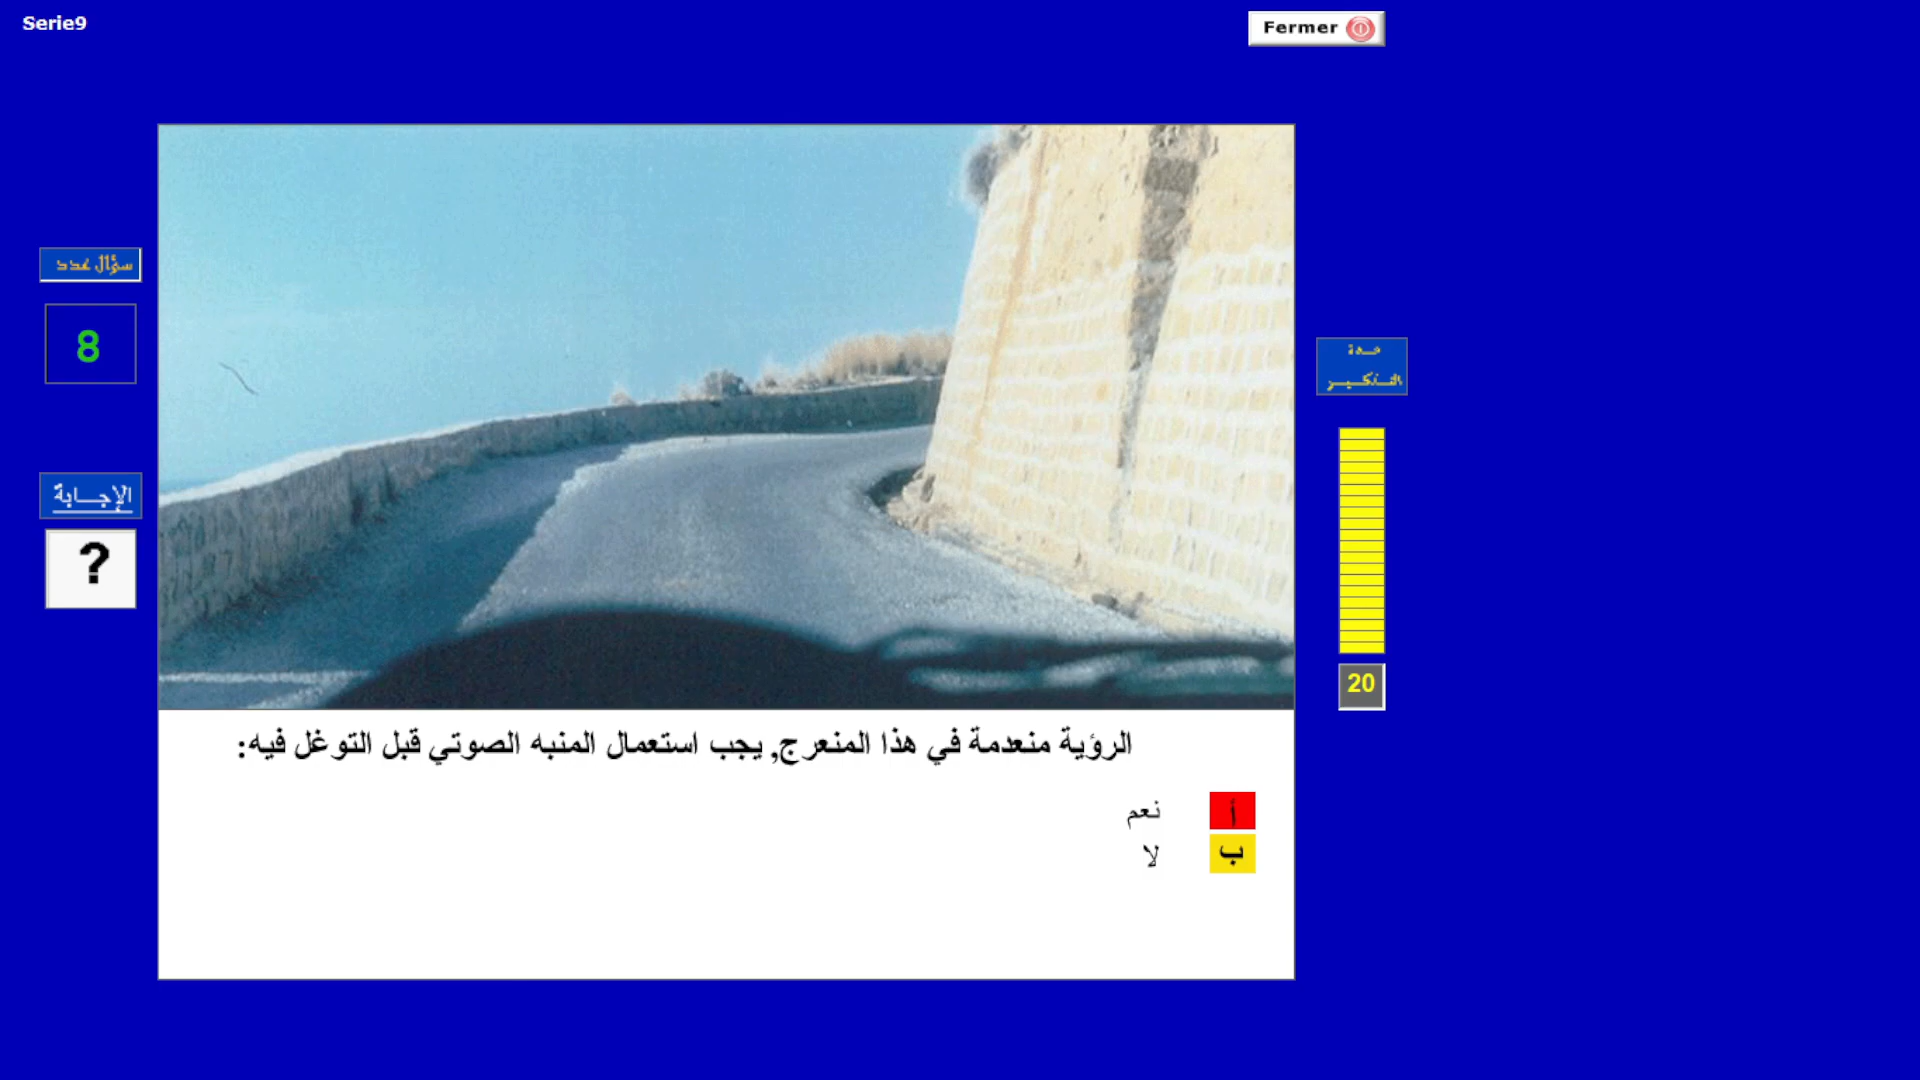 Serie9
Fermer
سؤال عدد
8
الإجابة
?
مدة
التفكير
20
الرؤية منعدمة في هذا المنعرج, يجب استعمال المنبه الصوتي قبل التوغل فيه:
أ نعم
ب لا